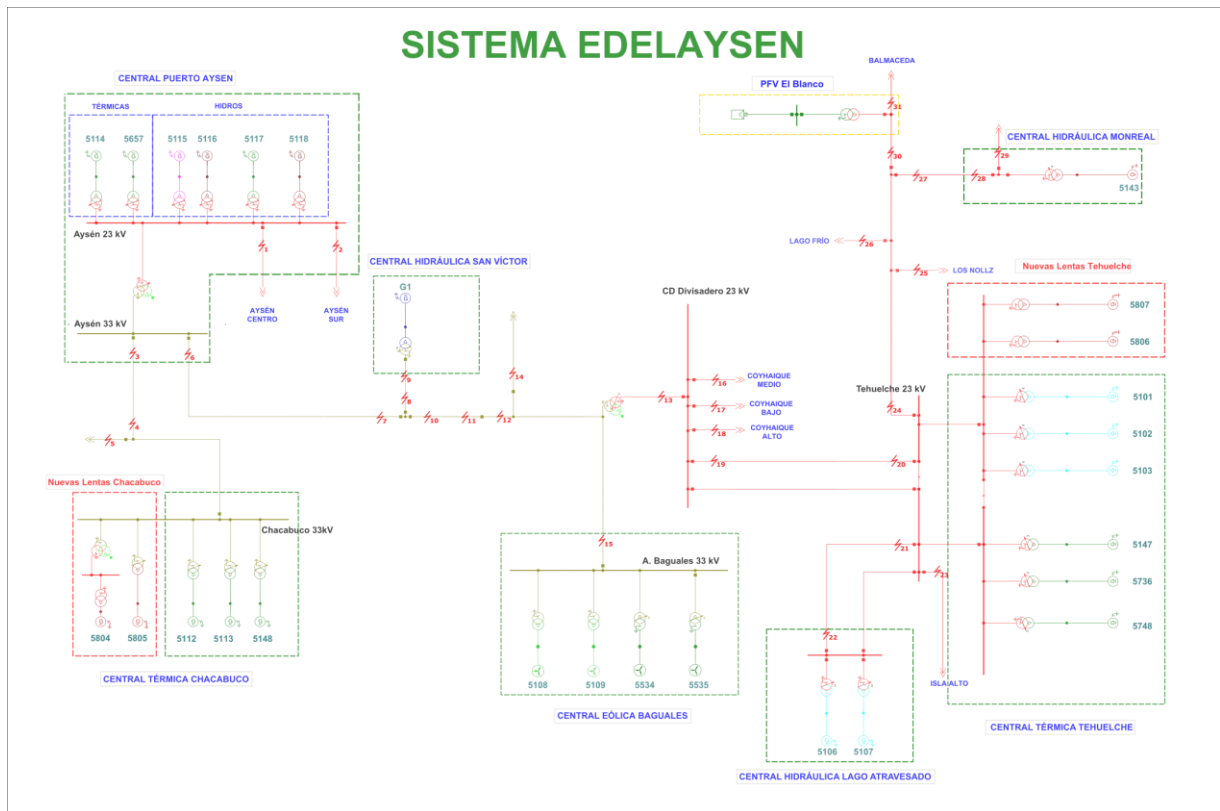 SISTEMA EDELAYSEN
CENTRAL PUERTO AYSEN
TÉRMICAS
HIDROS
5114
5657
5115
5116
5117
5118
Aysén 23 kV
1
2
AYSÉN
CENTRO
AYSÉN
SUR
Aysén 33 kV
3
6
4
5
CENTRAL HIDRÁULICA SAN VÍCTOR
G1
9
8
7
10
11
12
14
13
Nuevas Lentas Chacabuco
Chacabuco 33kV
5804
5805
5112
5113
5148
CENTRAL TÉRMICA CHACABUCO
15
A. Baguales 33 kV
5108
5109
5534
5535
CENTRAL EÓLICA BAGUALES
CD Divisadero 23 kV
16
COYHAIQUE
MEDIO
17
COYHAIQUE
BAJO
18
COYHAIQUE
ALTO
19
20
BALMACEDA
PFV El Blanco
31
30
27
28
29
CENTRAL HIDRÁULICA MONREAL
5143
LAGO FRÍO
26
25
LOS NOLLZ
24
Tehuelche 23 kV
21
22
23
ISLA ALTO
5106
5107
CENTRAL HIDRÁULICA LAGO ATRAVESADO
Nuevas Lentas Tehuelche
5807
5806
5101
5102
5103
5147
5736
5748
CENTRAL TÉRMICA TEHUELCHE